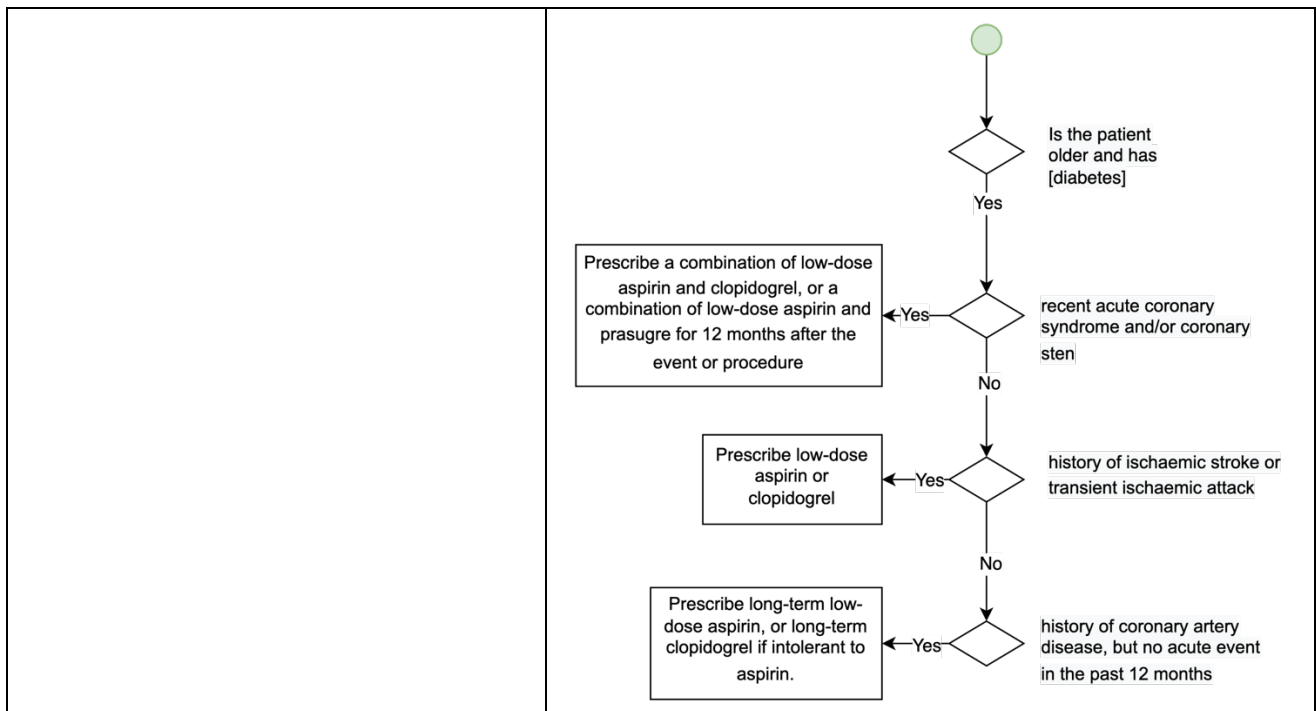 Is the patient
older and has
[diabetes]
Yes
Prescribe a combination of low-dose
aspirin and clopidogrel, or a
combination of low-dose aspirin and
prasugre for 12 months after the
event or procedure
Yes
recent acute coronary
syndrome and/or coronary
sten
No
Prescribe low-dose
aspirin or
clopidogrel
Yes
history of ischaemic stroke or
transient ischaemic attack
No
Prescribe long-term low-
dose aspirin, or long-term
clopidogrel if intolerant to
aspirin.
Yes
history of coronary artery
disease, but no acute event
in the past 12 months